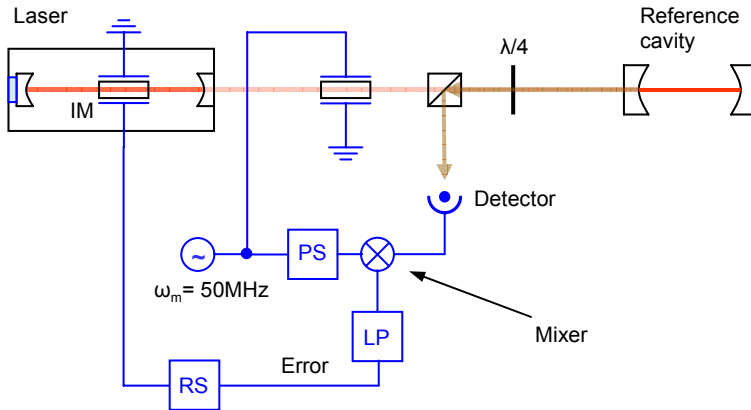 Laser
Reference
cavity
λ/4
IM
Detector
~
PS
ωm= 50MHz
Mixer
LP
Error
RS